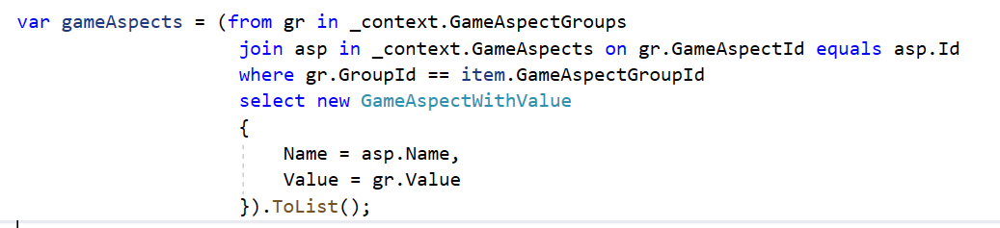 var gameAspects = (from gr in _context.GameAspectGroups
join asp in _context.GameAspects on gr.GameAspectId equals asp.Id
where gr.GroupId == item.GameAspectGroupId
select new GameAspectWithValue
{
Name = asp.Name,
Value = gr.Value
}).ToList();